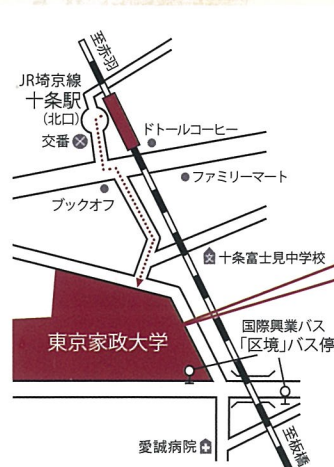 至赤羽
JR埼京線
十条駅
(北口)
交番
ドトールコーヒー
ファミリーマート
ブックオフ
十条富士見中学校
東京家政大学
国際興業バス
「区境」バス停
愛誠病院
至板橋